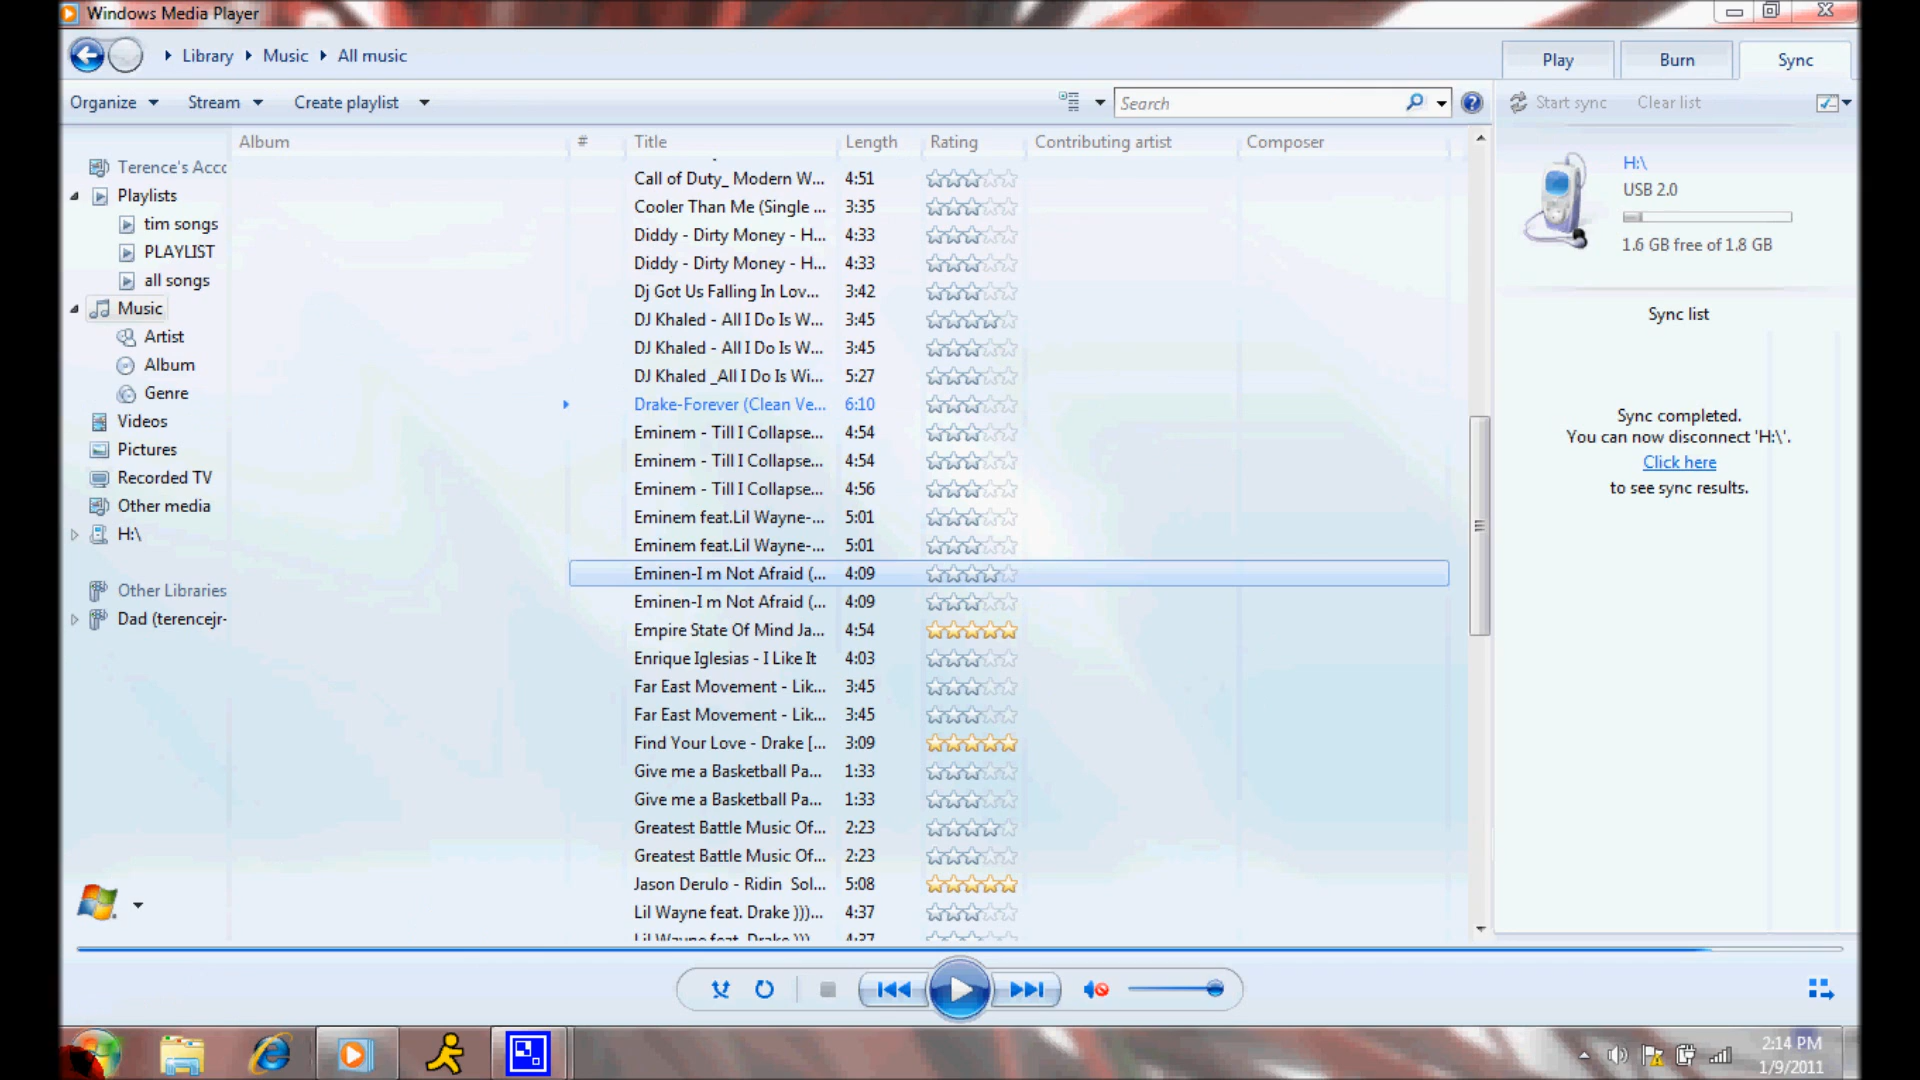 Windows Media Player
Library Music All music
Play Burn Sync
Organize Stream Create playlist Search Start sync Clear list
Album # Title Length Rating Contributing artist Composer
Terence's Acco
Playlists
tim songs
PLAYLIST
all songs
Music
Artist
Album
Genre
Videos
Pictures
Recorded TV
Other media
H:\
Other Libraries
Dad (terencejr-
Call of Duty_ Modern W... 4:51
Cooler Than Me (Single ... 3:35
Diddy - Dirty Money - H... 4:33
Diddy - Dirty Money - H... 4:33
Dj Got Us Falling In Lov... 3:42
DJ Khaled - All I Do Is W... 3:45
DJ Khaled - All I Do Is W... 3:45
DJ Khaled _All I Do Is Wi... 5:27
Drake-Forever (Clean Ve... 6:10
Eminem - Till I Collapse... 4:54
Eminem - Till I Collapse... 4:54
Eminem - Till I Collapse... 4:56
Eminem feat.Lil Wayne-... 5:01
Eminem feat.Lil Wayne-... 5:01
Eminen-I m Not Afraid (... 4:09
Eminen-I m Not Afraid (... 4:09
Empire State Of Mind Ja... 4:54
Enrique Iglesias - I Like It 4:03
Far East Movement - Lik... 3:45
Far East Movement - Lik... 3:45
Find Your Love - Drake [... 3:09
Give me a Basketball Pa... 1:33
Give me a Basketball Pa... 1:33
Greatest Battle Music Of... 2:23
Greatest Battle Music Of... 2:23
Jason Derulo - Ridin Sol... 5:08
Lil Wayne feat. Drake )))... 4:37
Lil Wayne feat. Drake )))... 4:37
H:\
USB 2.0
1.6 GB free of 1.8 GB
Sync list
Sync completed.
You can now disconnect 'H:\'.
Click here
to see sync results.
2:14 PM
1/9/2011